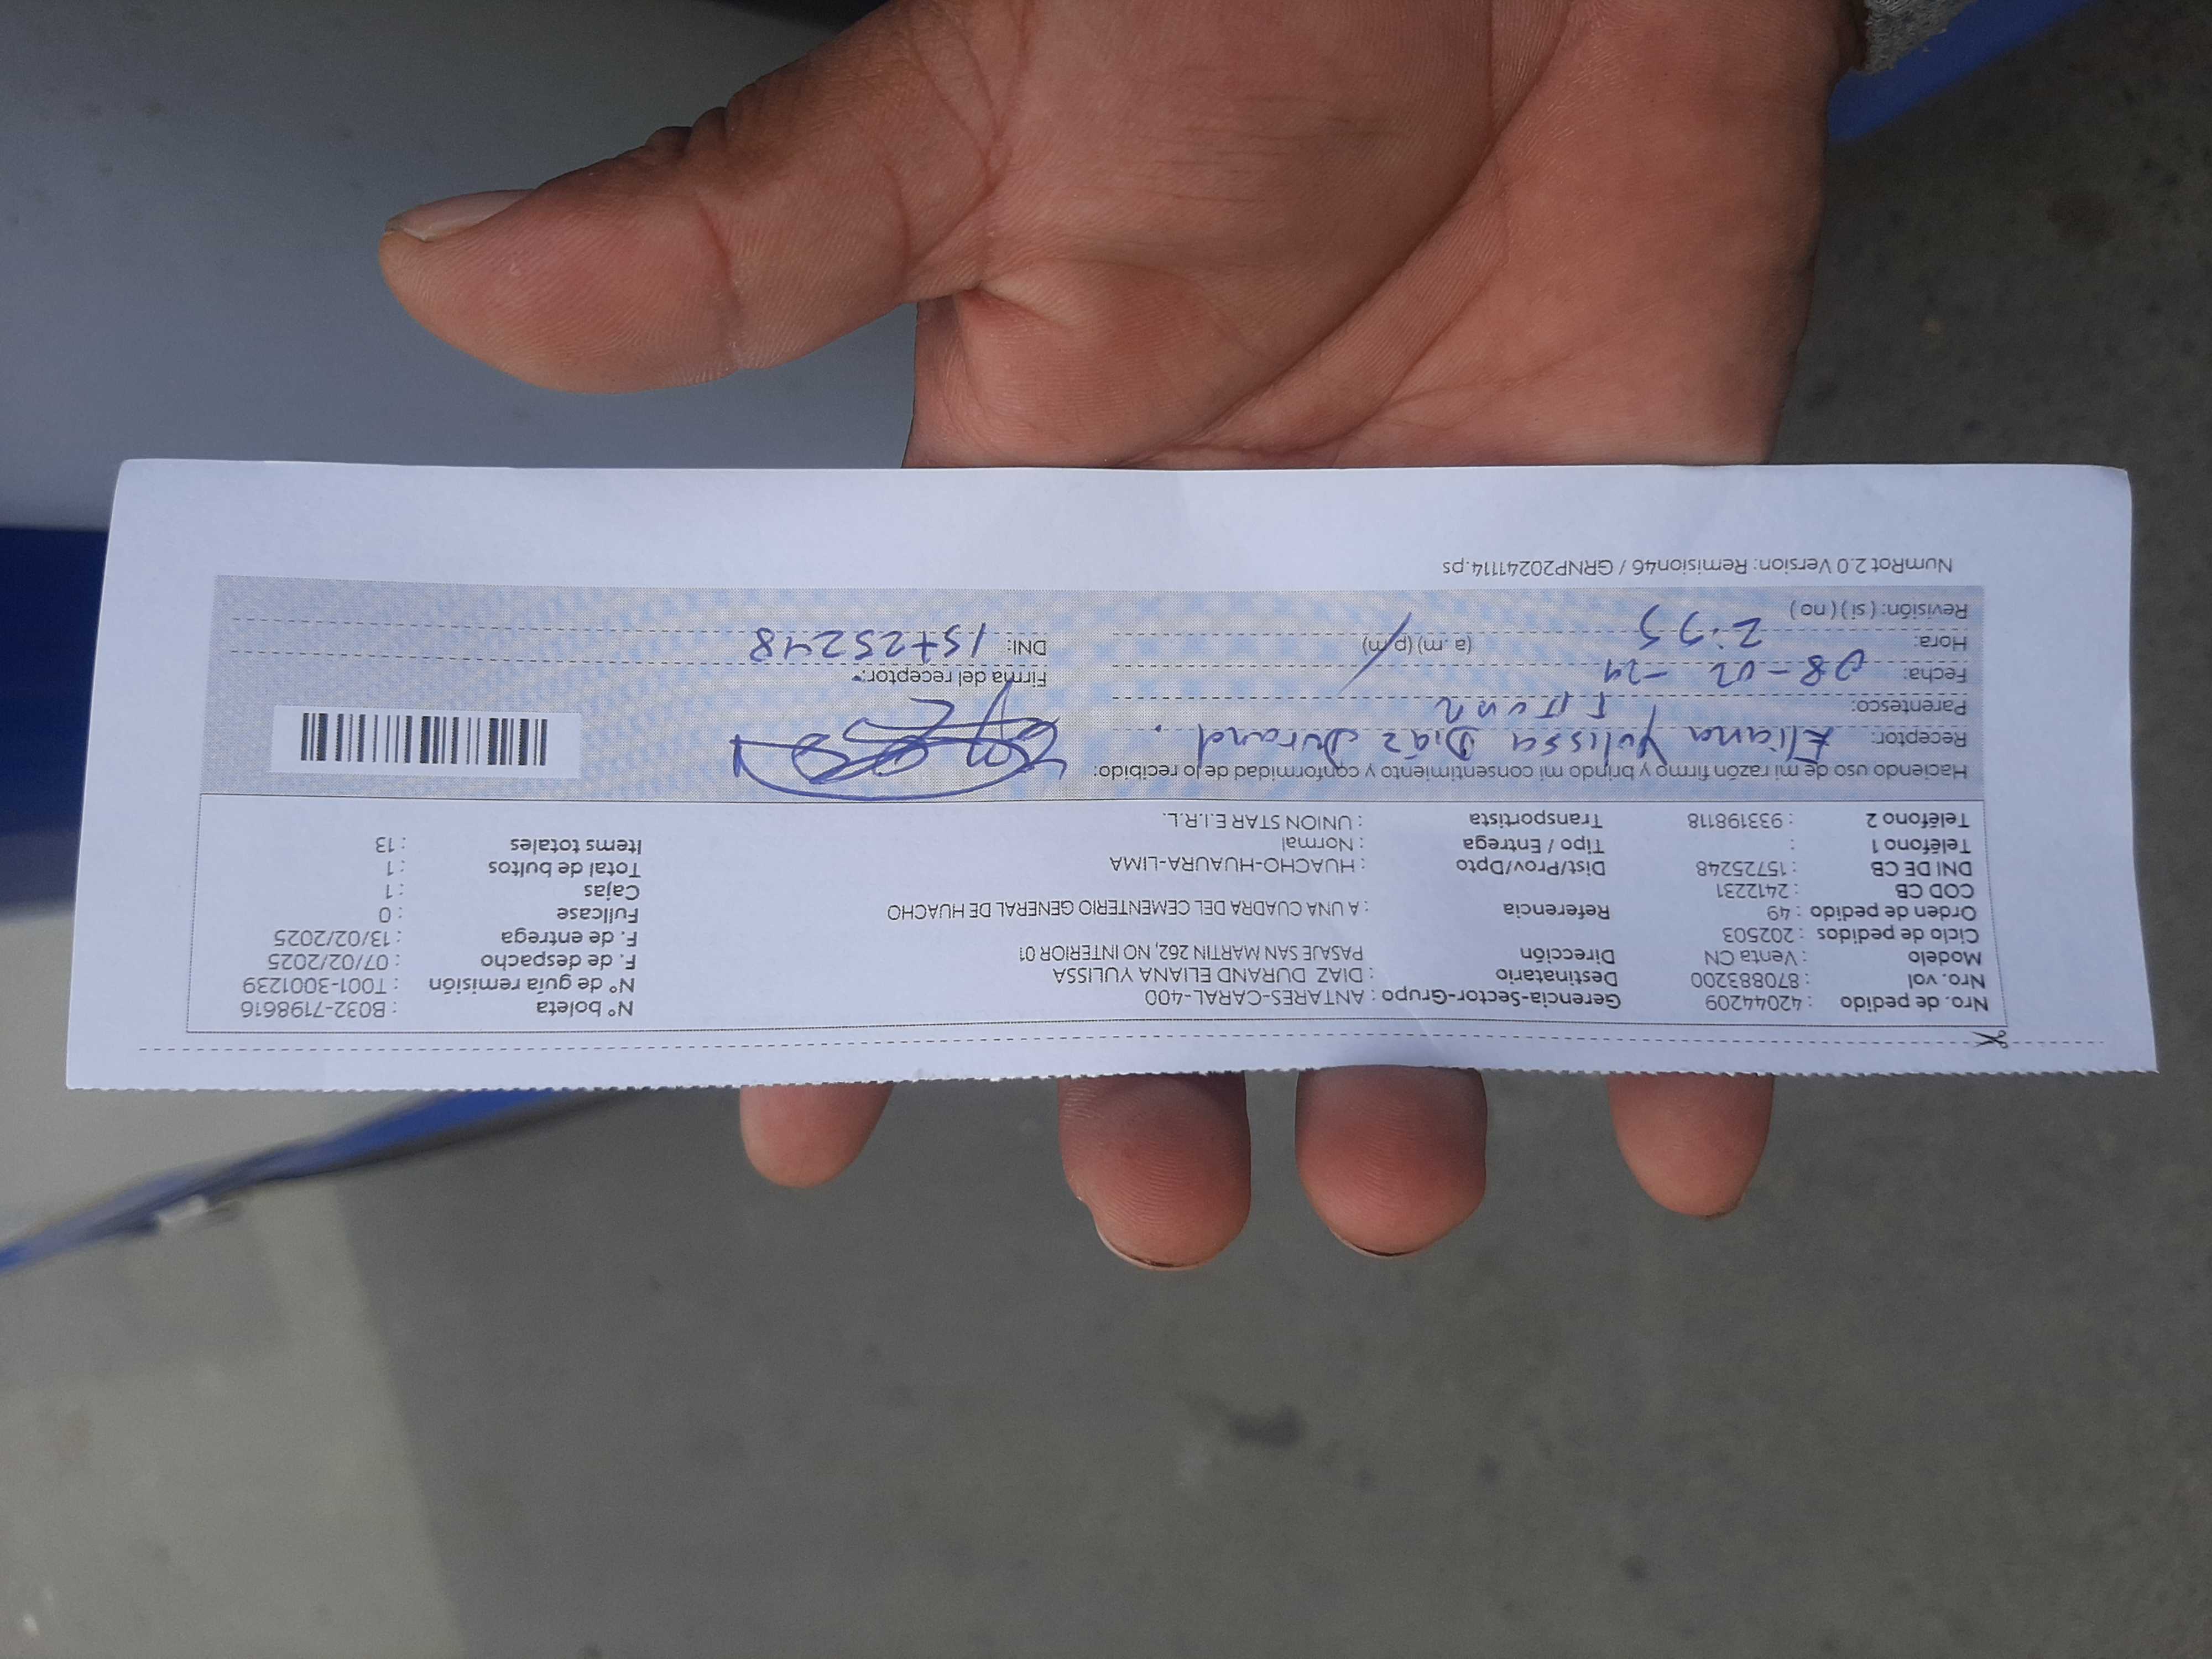 Nro. de pedido : 42044209 Gerencia-Sector-Grupo : ANTARES-CARAL-400 N° boleta : B032-7198616
Nro. vol : 870883200 Destinatario : DIAZ DURAND ELIANA YULISSA N° de guía remisión : T001-3001239
Modelo : Venta CN Dirección PASAJE SAN MARTIN 262, NO INTERIOR 01 F. de despacho : 07/02/2025
Ciclo de pedidos : 202503 F. de entrega : 13/02/2025
Orden de pedido : 49 Referencia : A UNA CUADRA DEL CEMENTERIO GENERAL DE HUACHO Fullcase : 0
COD CB : 2412231 Cajas : 1
DNI DE CB : 15725248 Dist/Prov/Dpto : HUACHO-HUAURA-LIMA Total de bultos : 1
Teléfono 1 : Tipo / Entrega : Normal Items totales : 13
Teléfono 2 : 933198118 Transportista : UNION STAR E.I.R.L.
Haciendo uso de mi razón firmo y brindo mi consentimiento y conformidad de lo recibido:
Receptor: Eliana Yulissa Diaz Durand.
Parentesco:
Fecha: 08-02- Firma del receptor:
Hora: (a .m) (p.m) DNI: 15725248
Revisión: ( si ) ( no )
NumRot 2.0 Version: Remision46 / GRNP20241114.ps